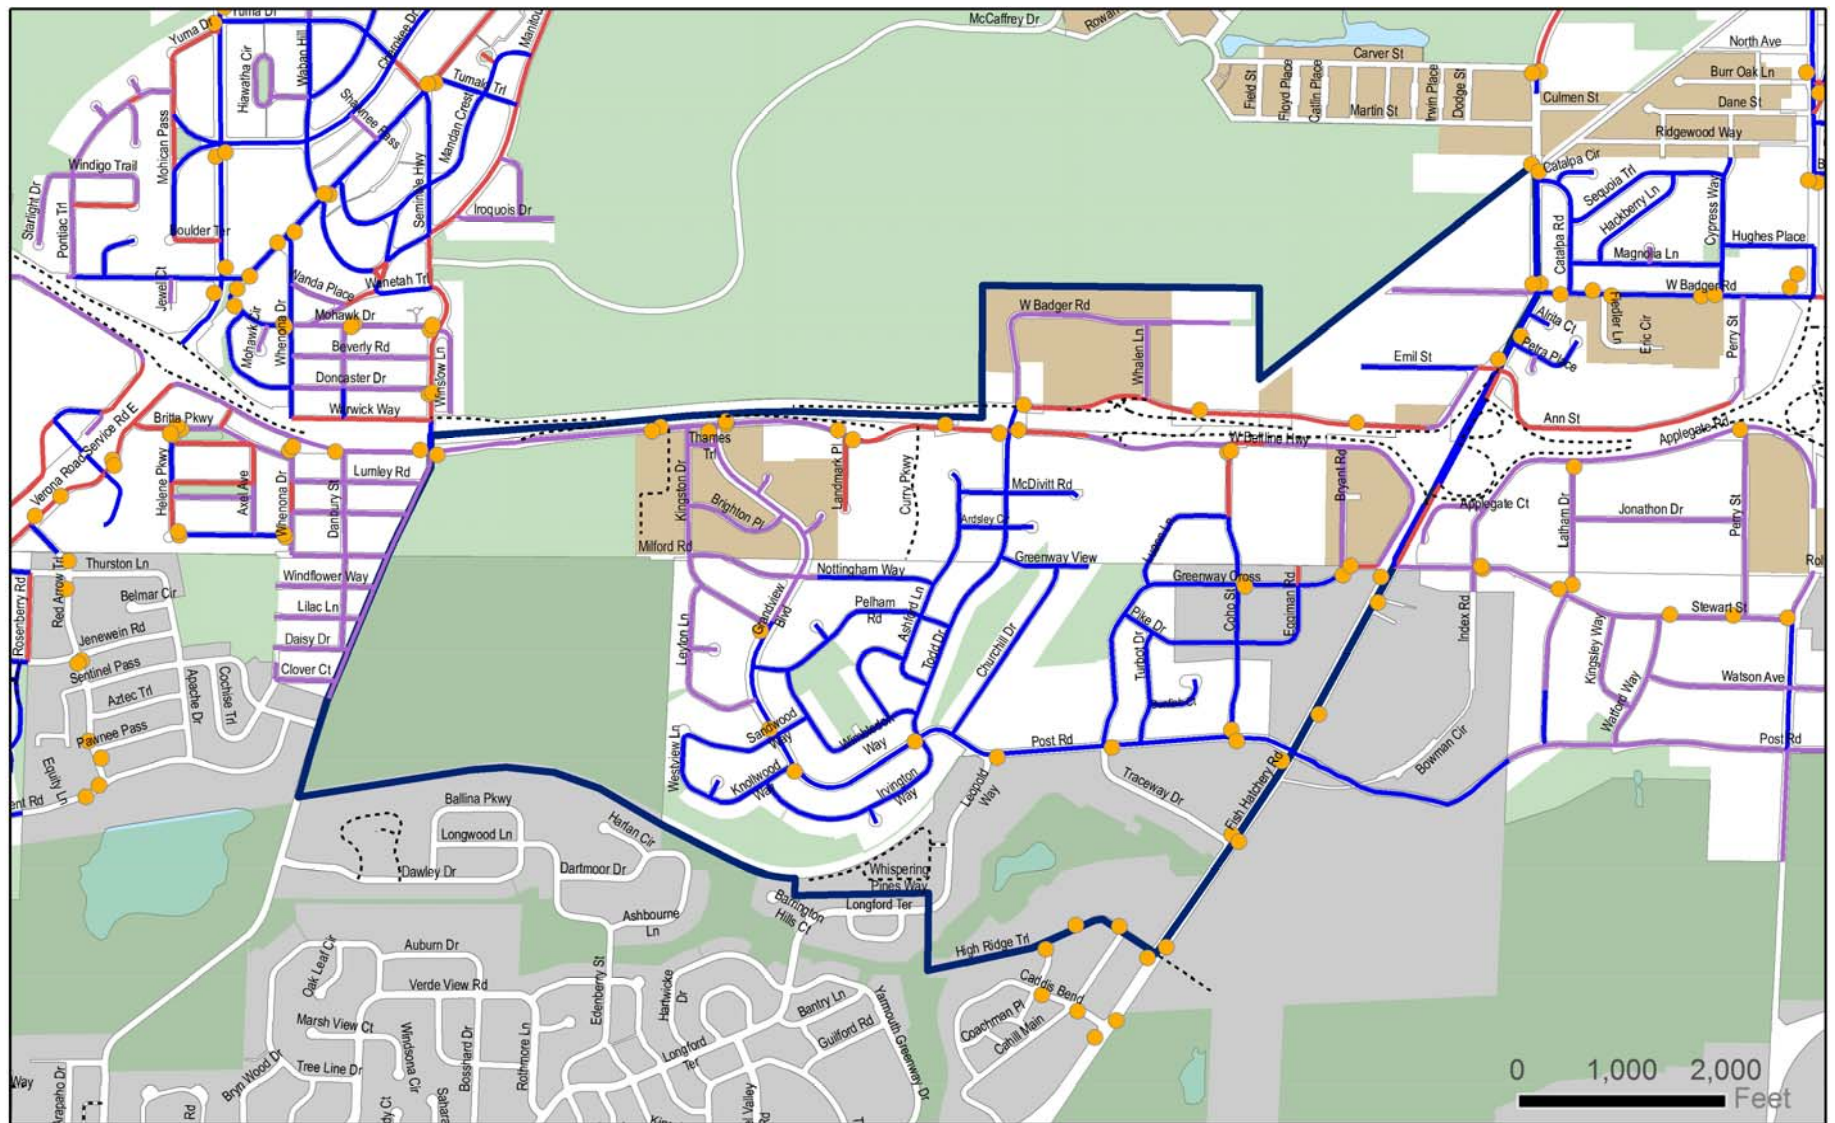 McCaffrey Dr
Rowan
Manitou
Yuma Dr
Yuma Dr
Hiawatha Cir
Waban Hill
Cherokee Dr
Tumalo Trl
Shawnee Pass
Mandan Crest
Carver St
Field St
Floyd Place
Catlin Place
Martin St
Irwin Place
Dodge St
North Ave
Burr Oak Ln
Culmen St
Dane St
Ridgewood Way
Windigo Trail
Mohican Pass
Starlight Dr
Pontiac Trl
Seminole Hwy
Iroquois Dr
Catalpa Cir
Sequoia Trl
Hackberry Ln
Cypress Way
Catalpa Rd
Hughes Place
Magnolia Ln
Boulder Ter
Jewel Ct
Wanda Place
Wanetah Trl
Mohawk Dr
Mohawk Cir
Whenona Dr
Beverly Rd
Doncaster Dr
Winslow Ln
Warwick Way
W Badger Rd
Whalen Ln
W Badger Rd
Fiedler Ln
Eric Cir
Perry St
Alrita Ct
Petra Place
Emil St
Ann St
Applegate Rd
W Beltline Hwy
Verona Road Service Rd E
Britta Pkwy
Helene Pkwy
Axel Ave
Whenona Dr
Danbury St
Lumley Rd
Thames
Trl
Kingston Dr
Brighton Pl
Landmark Pl
Curry Pkwy
McDivitt Rd
Ardsley Cir
Bryant Rd
Applegate Ct
Latham Dr
Jonathon Dr
Perry St
Milford Rd
Nottingham Way
Greenway View
Greenway Cross
Thurston Ln
Belmar Cir
Red Arrow Trl
Rosenberry Rd
Jenewein Rd
Sentinel Pass
Aztec Trl
Apache Dr
Cochise Trl
Pawnee Pass
Equity Ln
Windflower Way
Lilac Ln
Daisy Dr
Clover Ct
Leyton Ln
Grandview
Blvd
Pelham
Rd
Ashford Ln
Todd Dr
Churchill Dr
Pike Dr
Turbot Dr
Coho St
Eggiman Rd
Index Rd
Stewart St
Kingsley Way
Watford Way
Watson Ave
Post Rd
Westview Ln
Sandwood
Way
Wimbledon
Way
Knollwood
Way
Irvington
Way
Leopold
Way
Post Rd
Traceway Dr
Fish Hatchery Rd
Bowman Cir
Ballina Pkwy
Longwood Ln
Harlan Cir
Dawley Dr
Dartmoor Dr
Ashbourne
Ln
Whispering
Pines Way
Barrington
Hills Ct
Longford Ter
High Ridge Trl
Oak Leaf Cir
Auburn Dr
Verde View Rd
Edenberry St
Hartwicke
Dr
Bantry Ln
Guilford Rd
Yarmouth Greenway Dr
Caddis Bend
Coachman Pl
Cahill Main
Marsh View Ct
Windsona Cir
Bosshard Dr
Rothmore Ln
Longford
Ter
Tree Line Dr
Bryn Wood Dr
Way
Arapaho Dr
Rd
0 1,000 2,000
Feet